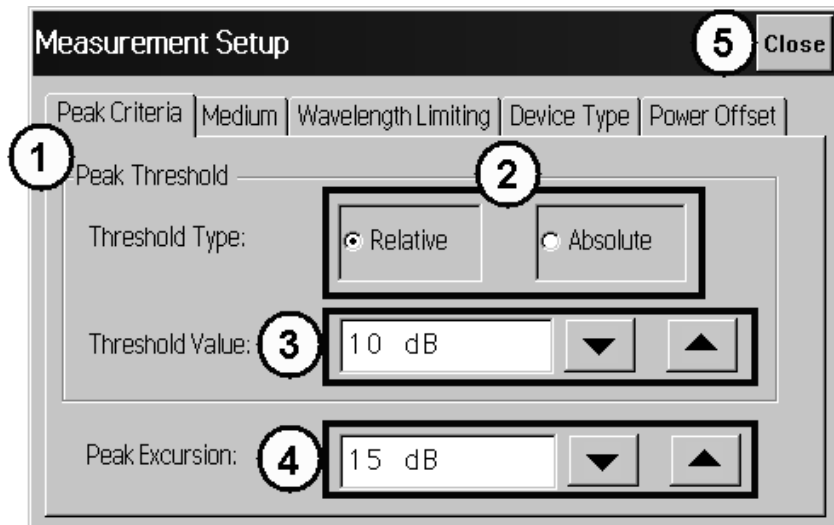 Measurement Setup 5 Close
Peak Criteria Medium Wavelength Limiting Device Type Power Offset
1 Peak Threshold 2
Threshold Type: Relative Absolute
Threshold Value: 3 10 dB
Peak Excursion: 4 15 dB